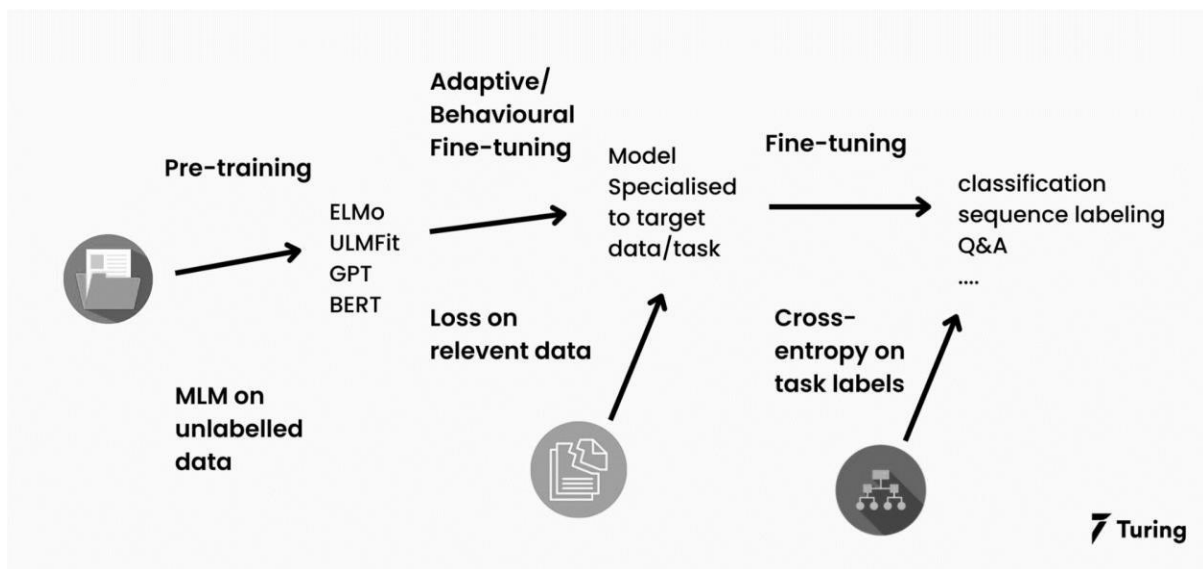 Pre-training
MLM on
unlabelled
data
ELMo
ULMFit
GPT
BERT
Adaptive/
Behavioural
Fine-tuning
Loss on
relevent data
Model
Specialised
to target
data/task
Fine-tuning
Cross-
entropy on
task labels
classification
sequence labeling
Q&A
....
Turing